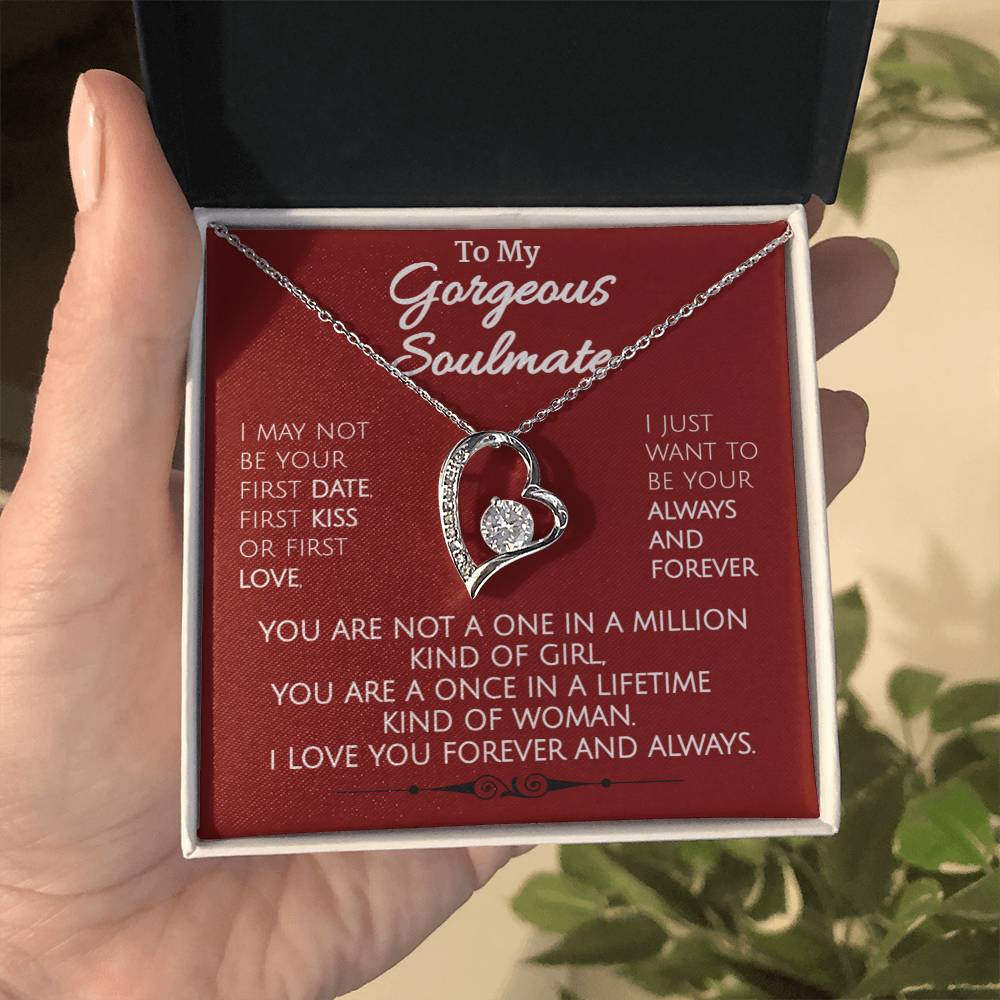 To My
Gorgeous
Soulmate
I MAY NOT
BE YOUR
FIRST DATE,
FIRST KISS
OR FIRST
LOVE,
I JUST
WANT TO
BE YOUR
ALWAYS
AND
FOREVER
YOU ARE NOT A ONE IN A MILLION
KIND OF GIRL,
YOU ARE A ONCE IN A LIFETIME
KIND OF WOMAN.
I LOVE YOU FOREVER AND ALWAYS.